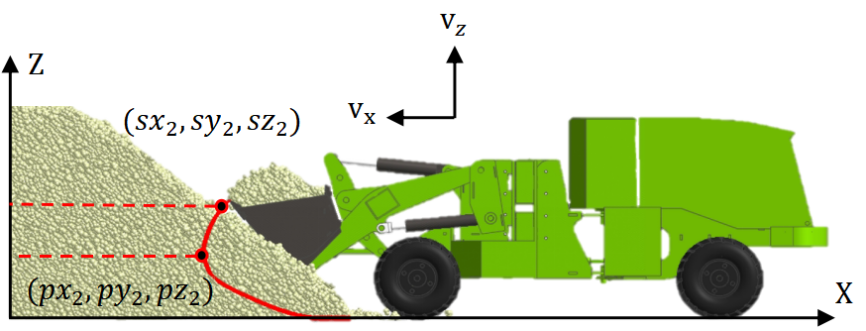 v_z
Z
v_x
(sx_2, sy_2, sz_2)
(px_2, py_2, pz_2)
X